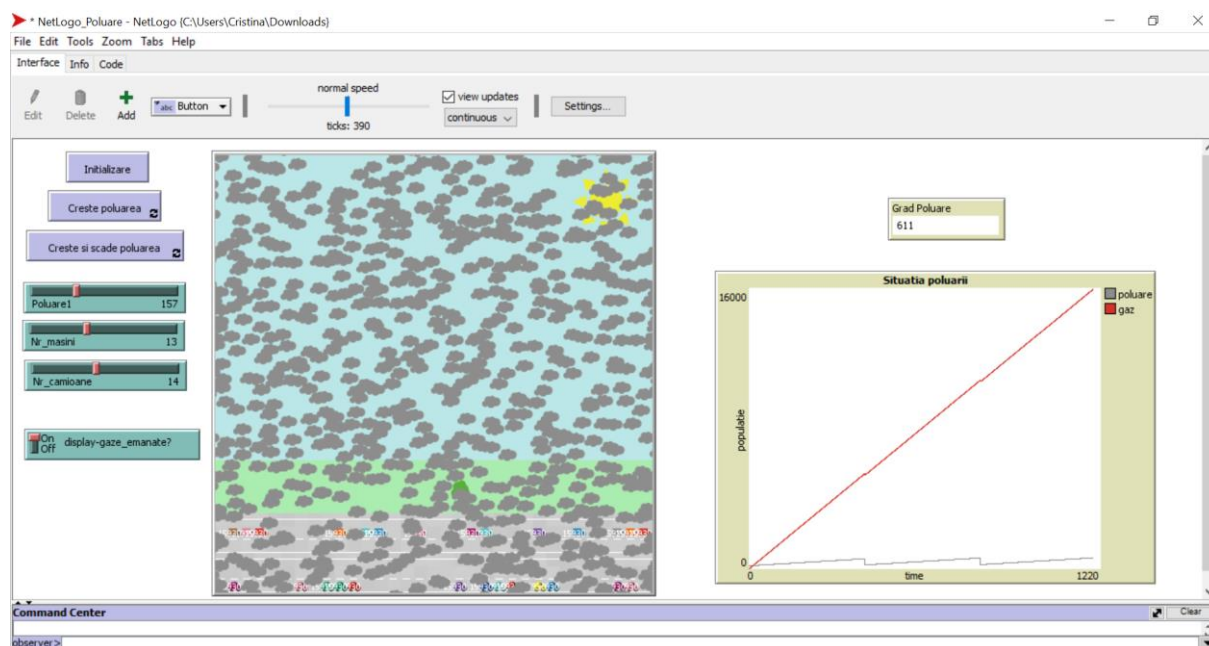 * NetLogo_Poluare - NetLogo {C:\Users\Cristina\Downloads}
File Edit Tools Zoom Tabs Help
Interface Info Code
Edit Delete Add abc Button normal speed ticks: 390 view updates continuous Settings...
Initializare
Creste poluarea
Creste si scade poluarea
Poluare1 157
Nr_masini 13
Nr_camioane 14
On
Off
display-gaze_emanate?
Grad Poluare
611
Situatia poluarii
16000
populatie
0
0 time 1220
poluare
gaz
Command Center Clear
observer>